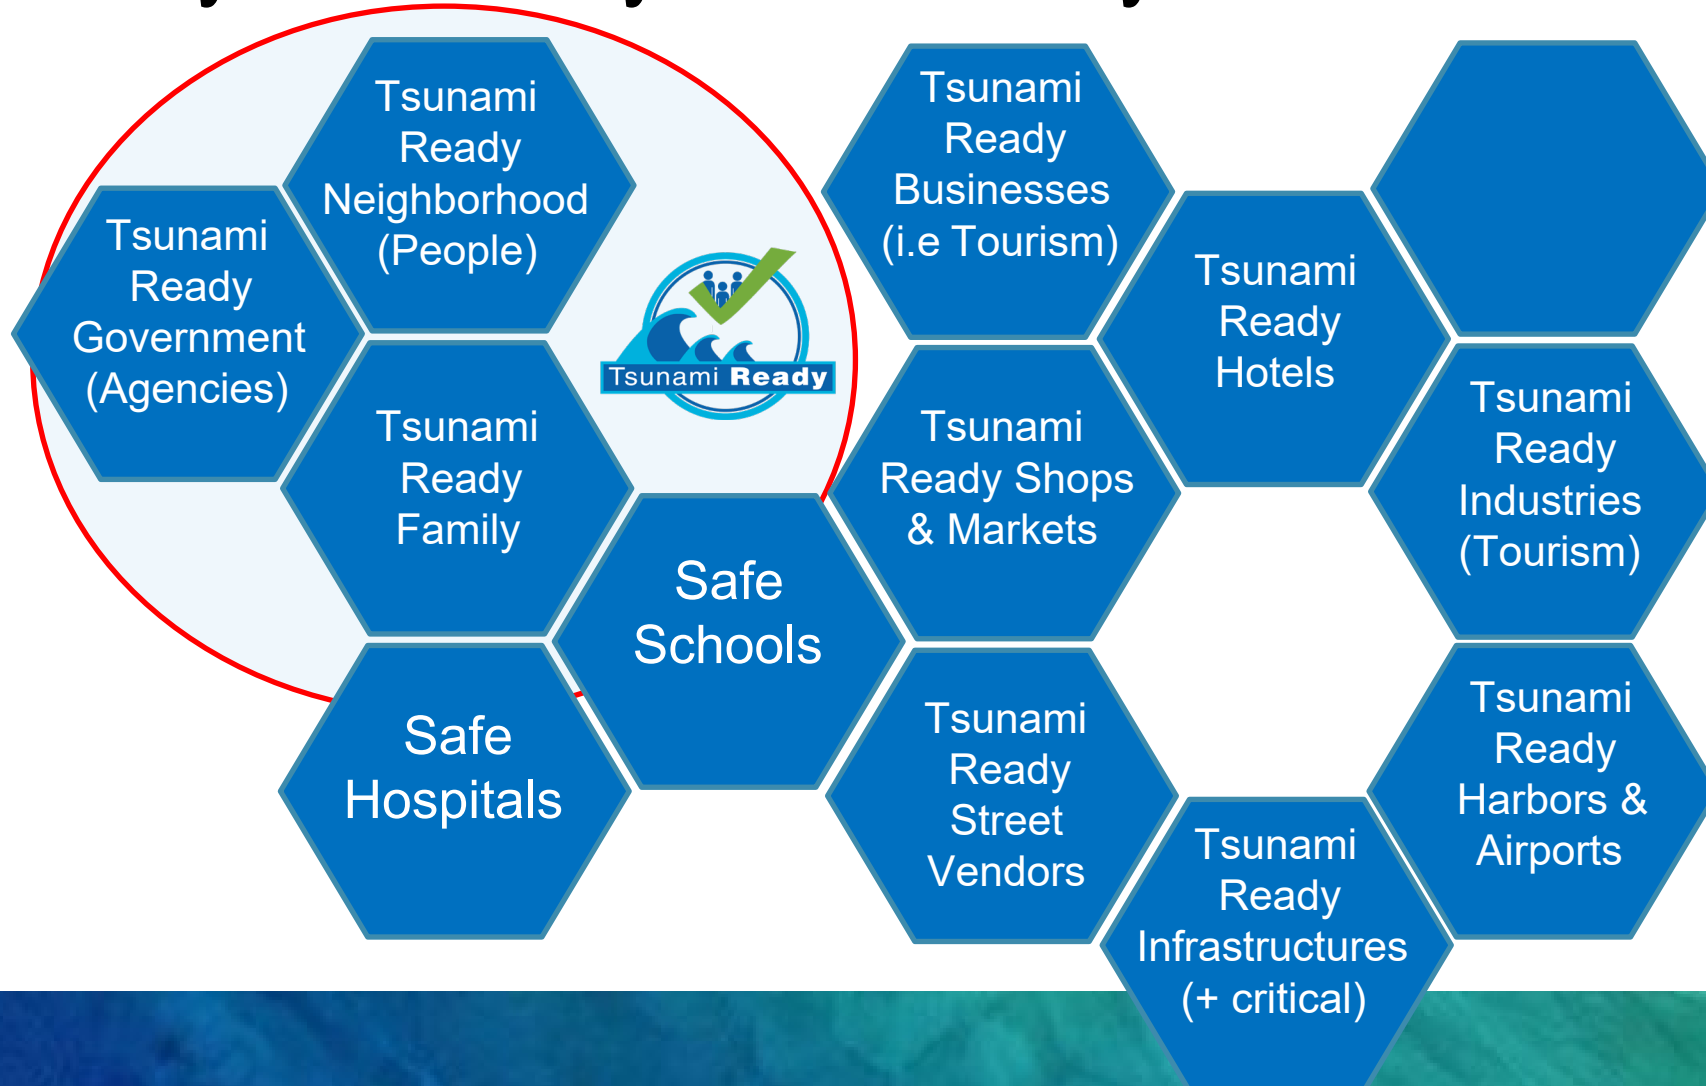 Tsunami
Ready
Neighborhood
(People)
Tsunami
Ready
Government
(Agencies)
Tsunami
Ready
Family
Tsunami Ready
Safe
Schools
Safe
Hospitals
Tsunami
Ready
Businesses
(i.e Tourism)
Tsunami
Ready
Hotels
Tsunami
Ready Shops
& Markets
Tsunami
Ready
Industries
(Tourism)
Tsunami
Ready
Street
Vendors
Tsunami
Ready
Harbors &
Airports
Tsunami
Ready
Infrastructures
(+ critical)